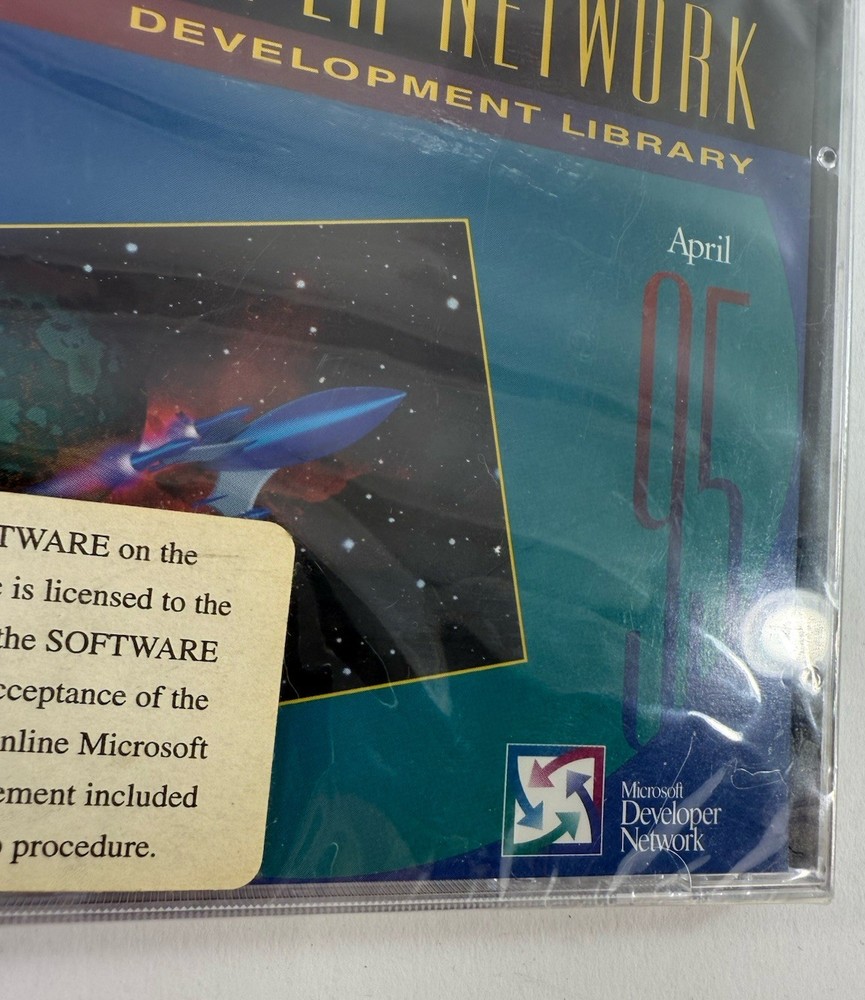 NETWORK
DEVELOPMENT LIBRARY
April
95
TWARE on the
is licensed to the
the SOFTWARE
cceptance of the
nline Microsoft
ement included
procedure.
Microsoft
Developer
Network